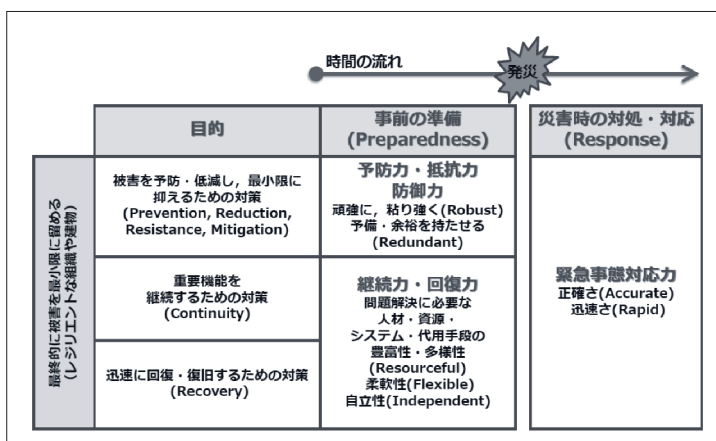 時間の流れ
発災
目的
事前の準備
(Preparedness)
災害時の対処・対応
(Response)
最終的に被害を最小限に留める
(レジリエントな組織や建物)
被害を予防・低減し,最小限に
抑えるための対策
(Prevention, Reduction,
Resistance, Mitigation)
予防力・抵抗力
防御力
頑強に,粘り強く(Robust)
予備・余裕を持たせる
(Redundant)
重要機能を
継続するための対策
(Continuity)
迅速に回復・復旧するための対策
(Recovery)
継続力・回復力
問題解決に必要な
人材・資源・
システム・代用手段の
豊富性・多様性
(Resourceful)
柔軟性(Flexible)
自立性(Independent)
緊急事態対応力
正確さ(Accurate)
迅速さ(Rapid)